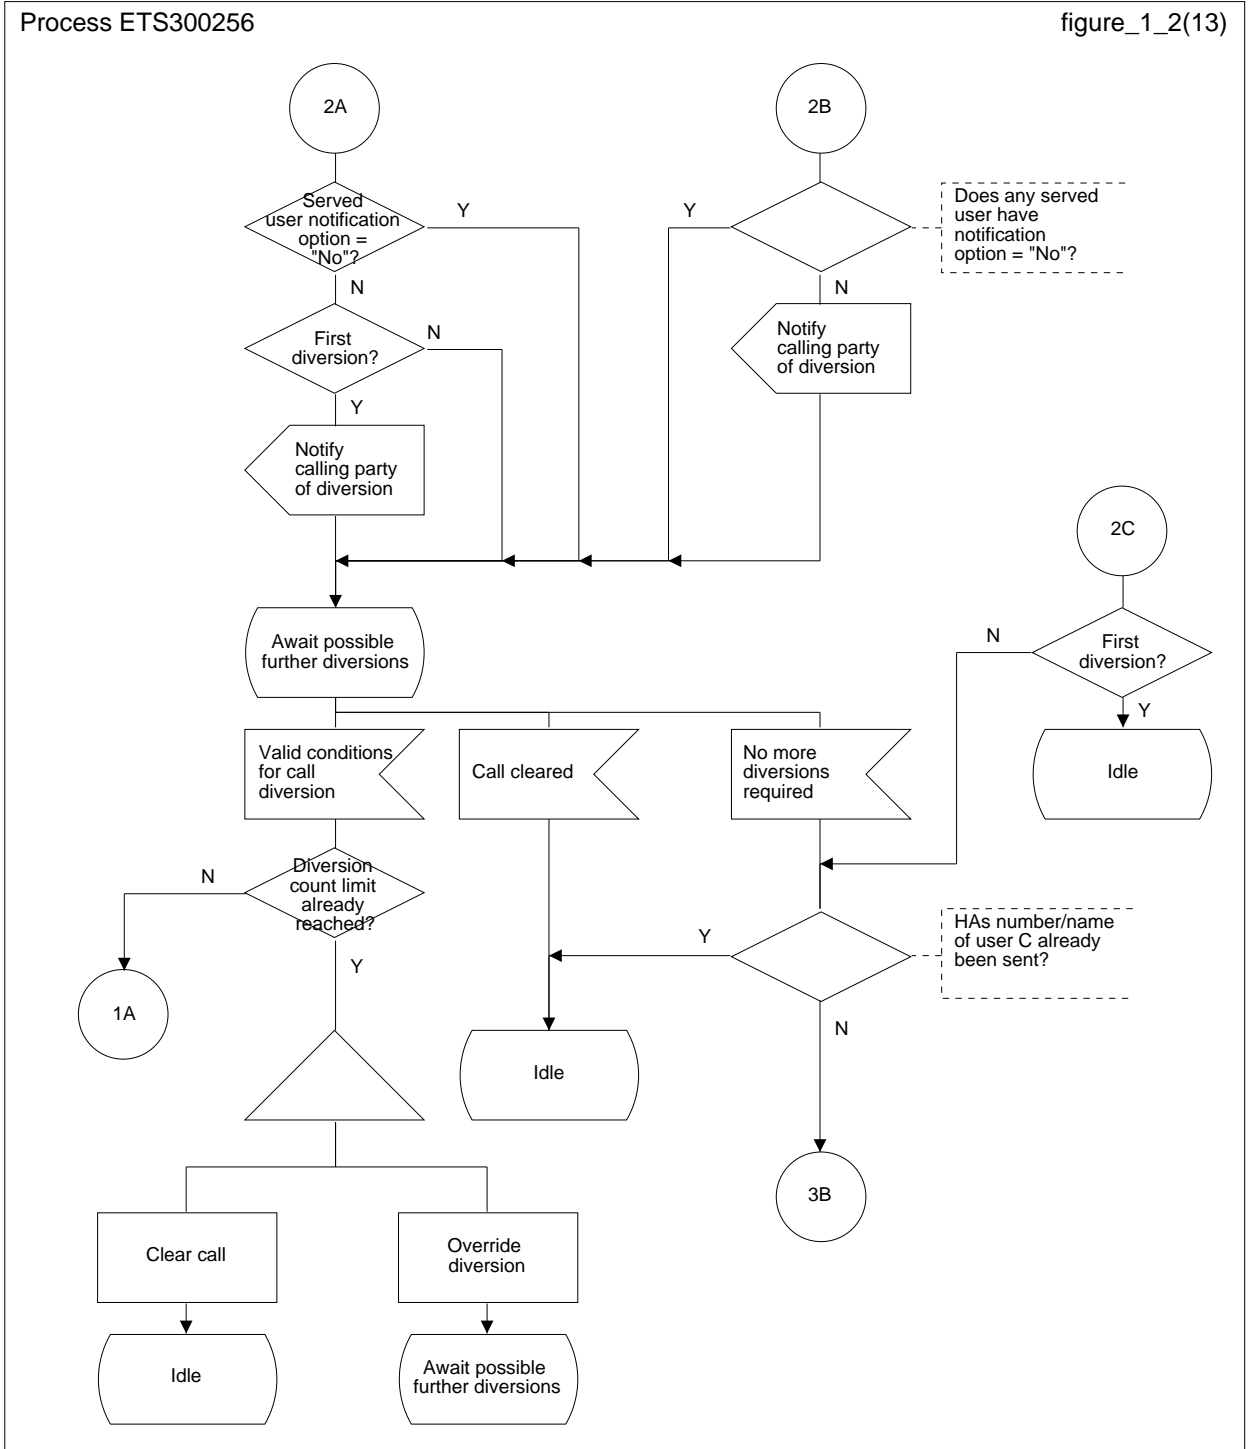 Process ETS300256
figure_1_2(13)
2A
2B
Served
user notification
option =
"No"?
Y
Y
Does any served
user have
notification
option = "No"?
N
N
First
diversion?
N
Notify
calling party
of diversion
Y
Notify
calling party
of diversion
2C
Await possible
further diversions
N
First
diversion?
Y
Valid conditions
for call
diversion
Call cleared
No more
diversions
required
Idle
N
Diversion
count limit
already
reached?
Y
Y
HAs number/name
of user C already
been sent?
1A
N
Idle
3B
Clear call
Override
diversion
Idle
Await possible
further diversions